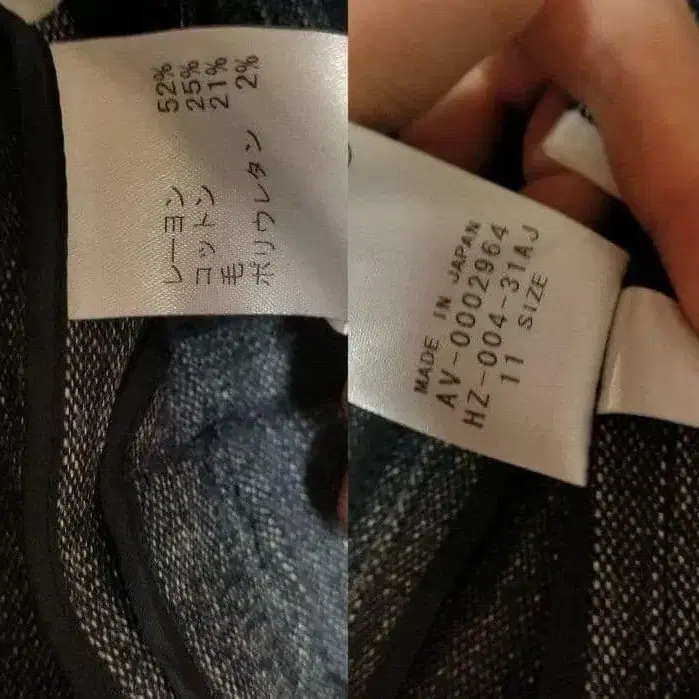 レーヨン 52%
コットン 25%
毛 21%
ポリウレタン 2%
MADE IN JAPAN
AV-0002964
HZ-004-31AJ
11 SIZE